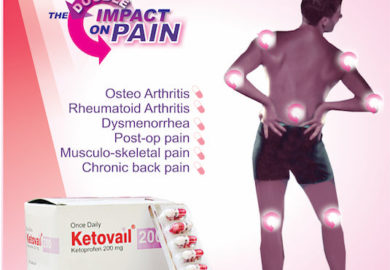 DOUBLE
THE IMPACT
ON PAIN
Osteo Arthritis
Rheumatoid Arthritis
Dysmenorrhea
Post-op pain
Musculo-skeletal pain
Chronic back pain
Once Daily
Ketovail 200
Ketoprofen 200 mg